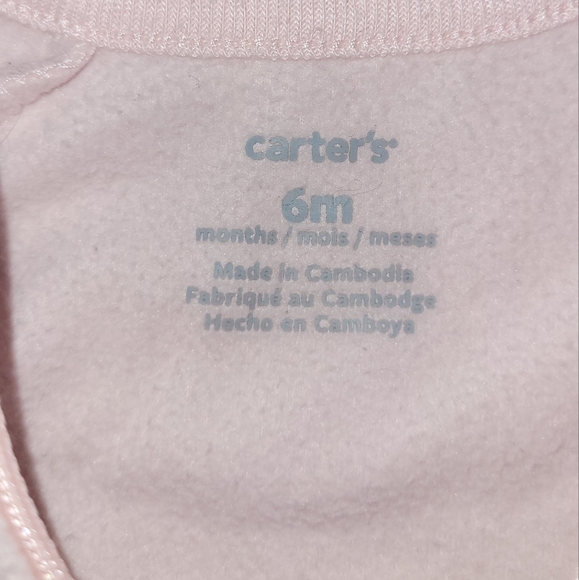 carter's®
6m
months / mois / meses
Made in Cambodia
Fabriqué au Cambodge
Hecho en Camboya